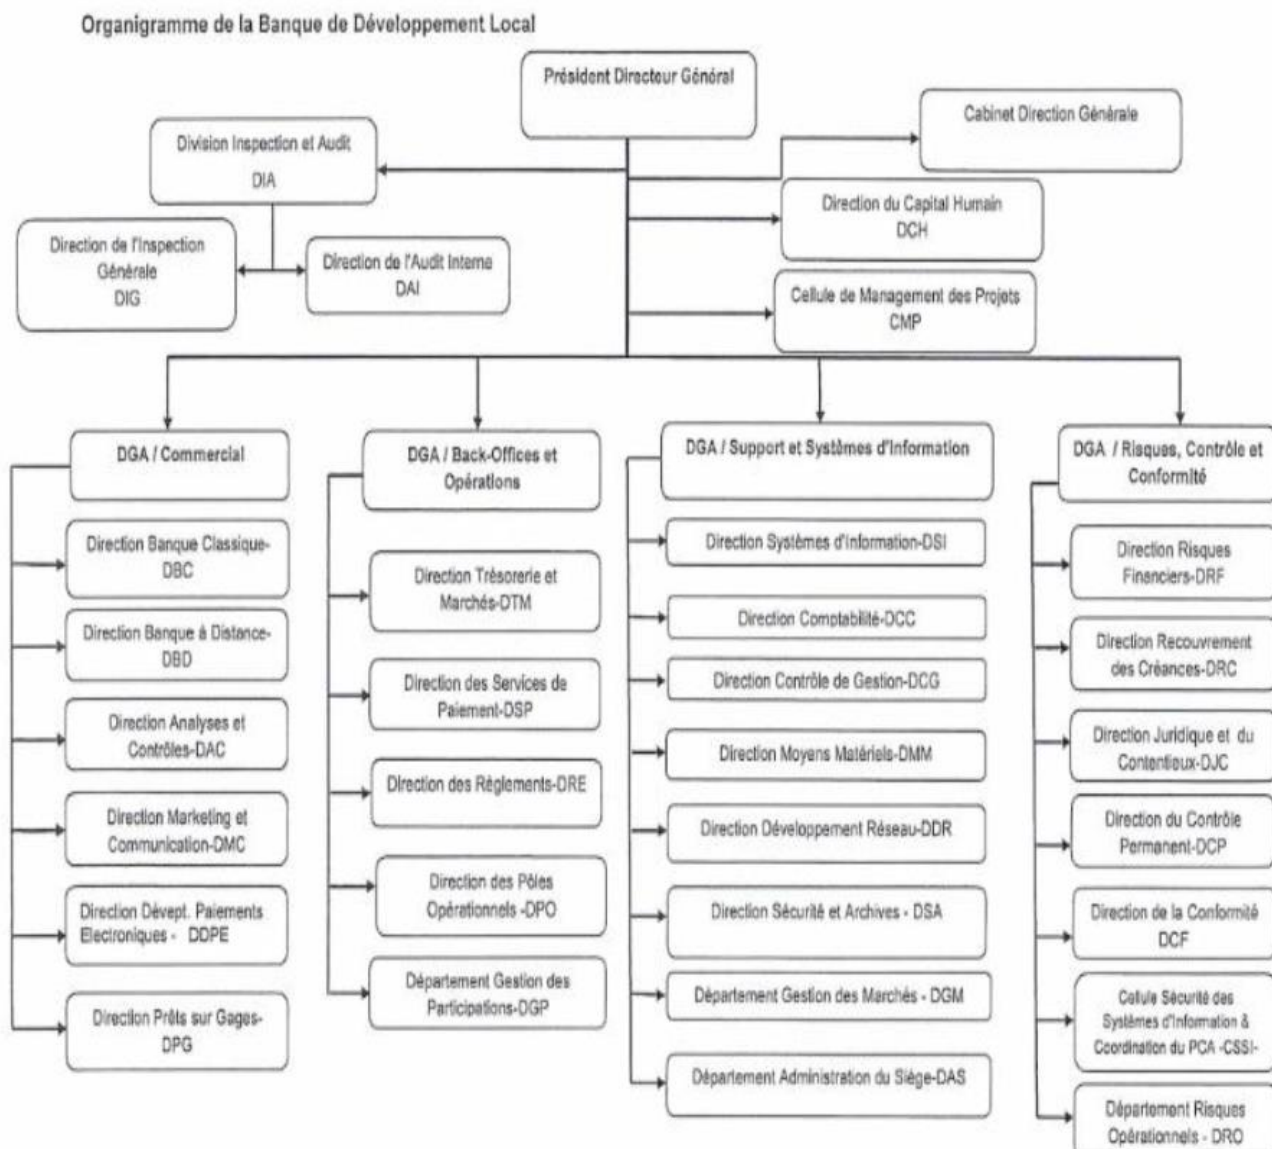 Organigramme de la Banque de Développement Local
Président Directeur Général
Cabinet Direction Générale
Division Inspection et Audit
DIA
Direction du Capital Humain
DCH
Direction de l'Inspection
Générale
DIG
Direction de l'Audit Interne
DAI
Cellule de Management des Projets
CMP
DGA / Commercial
Direction Banque Classique-
DBC
Direction Banque à Distance-
DBD
Direction Analyses et
Contrôles-DAC
Direction Marketing et
Communication-DMC
Direction Dévept. Paiements
Electroniques - DDPE
Direction Prêts sur Gages-
DPG
DGA / Back-Offices et
Opérations
Direction Trésorerie et
Marchés-DTM
Direction des Services de
Paiement-DSP
Direction des Règlements-DRE
Direction des Pôles
Opérationnels -DPO
Département Gestion des
Participations-DGP
DGA / Support et Systèmes d'Information
Direction Systèmes d'Information-DSI
Direction Comptabilité-DCC
Direction Contrôle de Gestion-DCG
Direction Moyens Matériels-DMM
Direction Développement Réseau-DDR
Direction Sécurité et Archives - DSA
Département Gestion des Marchés - DGM
Département Administration du Siège-DAS
DGA / Risques, Contrôle et
Conformité
Direction Risques
Financiers-DRF
Direction Recouvrement
des Créances-DRC
Direction Juridique et du
Contentieux-DJC
Direction du Contrôle
Permanent-DCP
Direction de la Conformité
DCF
Cellule Sécurité des
Systèmes d'Information &
Coordination du PCA -CSSI-
Département Risques
Opérationnels - DRO